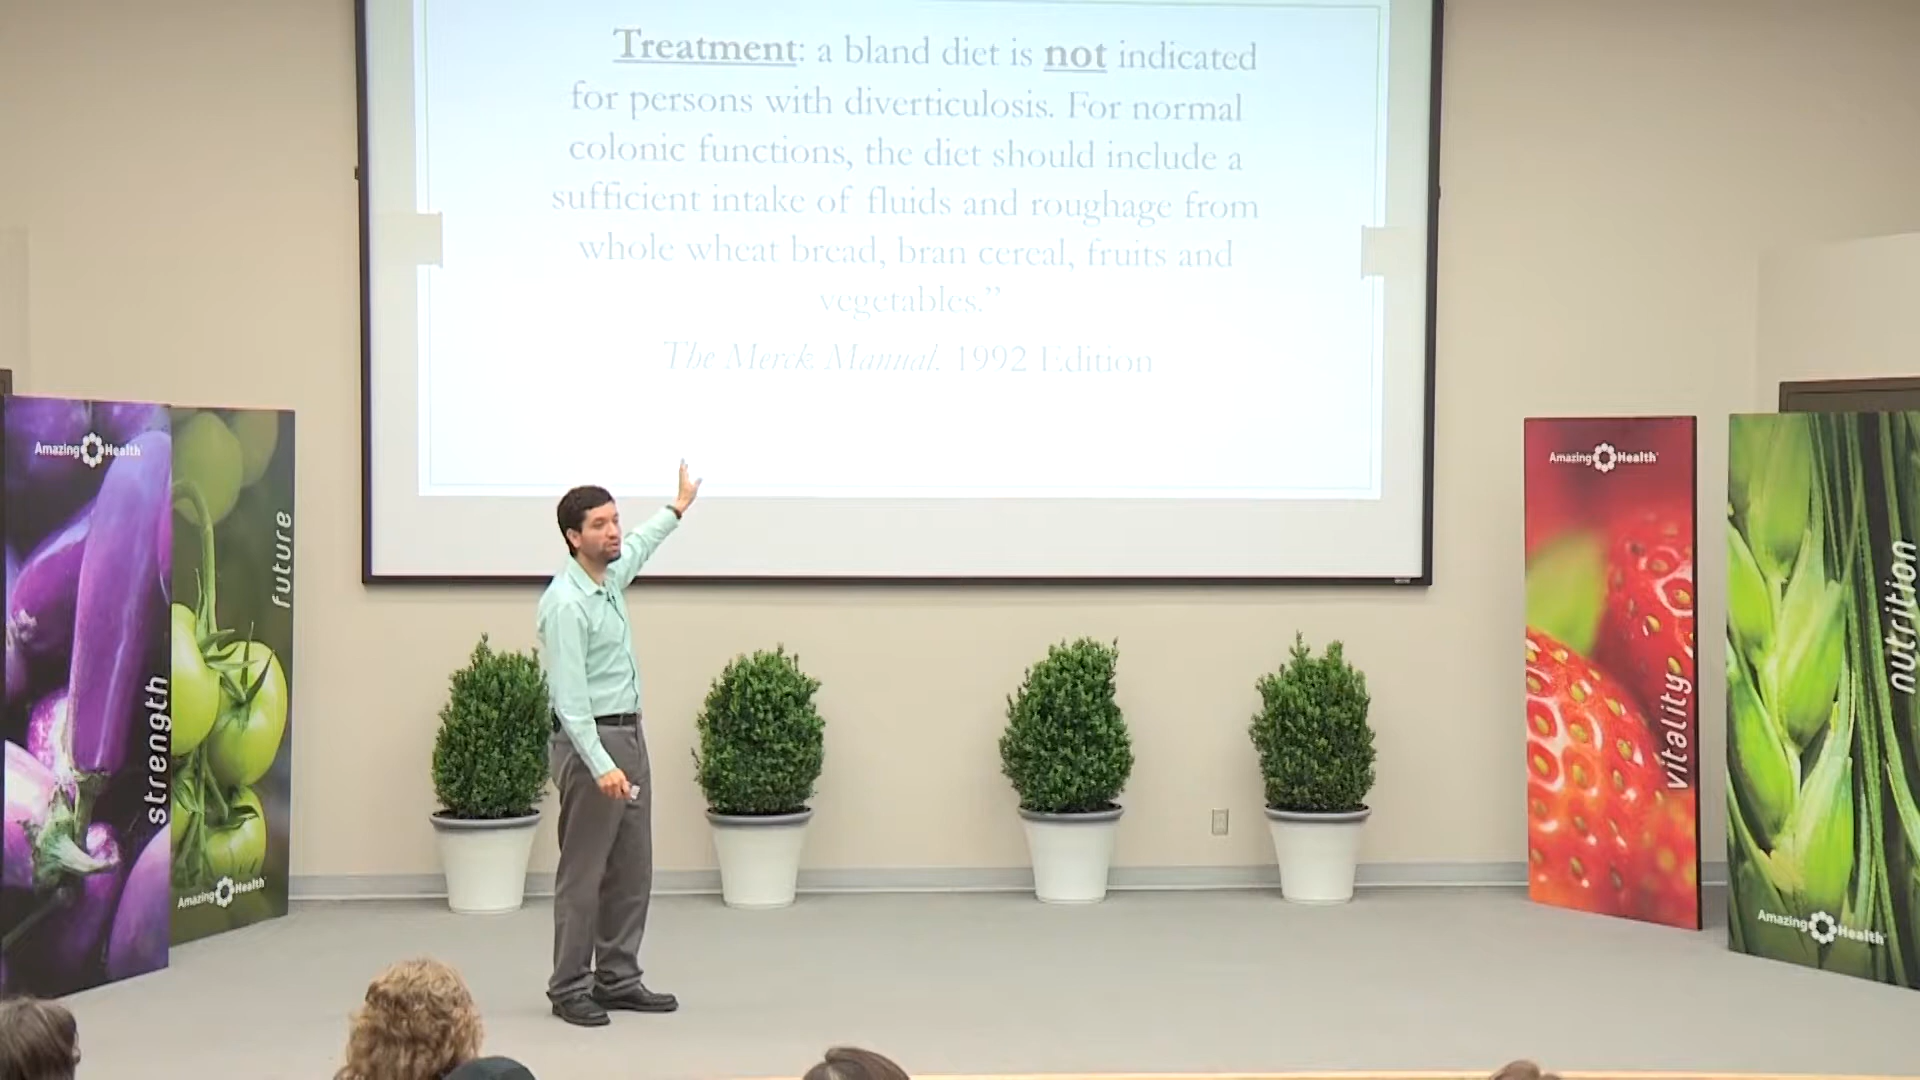 Treatment: a bland diet is not indicated
for persons with diverticulosis. For normal
colonic functions, the diet should include a
sufficient intake of fluids and roughage from
whole wheat bread, bran cereal, fruits and
vegetables.”
The Merck Manual. 1992 Edition
Amazing Health
strength
future
Amazing Health
Amazing Health
vitality
nutrition
Amazing Health